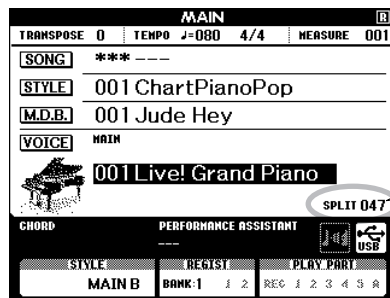 MAIN R
TRANSPOSE 0 TEMPO ♩=080 4/4 MEASURE 001
SONG *** ---
STYLE 001 ChartPianoPop
M.D.B. 001 Jude Hey
VOICE MAIN
001 Live! Grand Piano
SPLIT 047
CHORD PERFORMANCE ASSISTANT
--- USB
STYLE REGIST PLAY PART
MAIN B BANK:1 1 2 REC 1 2 3 4 5 A